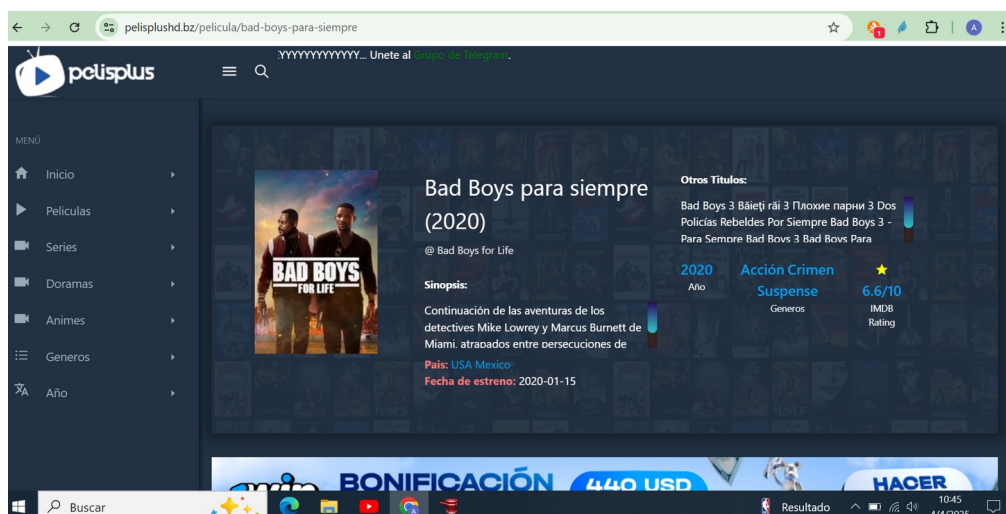 pelisplushd.bz/pelicula/bad-boys-para-siempre
1
A
pelisplus
:YYYYYYYYYYYYY... Unete al Grupo de Telegram.
MENÚ
Inicio
Peliculas
Series
Doramas
Animes
Generos
Año
BAD BOYS
FOR LIFE
Bad Boys para siempre
(2020)
@ Bad Boys for Life
Sinopsis:
Continuación de las aventuras de los
detectives Mike Lowrey y Marcus Burnett de
Miami, atrapados entre persecuciones de
Pais: USA Mexico
Fecha de estreno: 2020-01-15
Otros Titulos:
Bad Boys 3 Băieţi răi 3 Плохие парни 3 Dos
Policías Rebeldes Por Siempre Bad Boys 3 -
Para Sempre Bad Boys 3 Bad Boys Para
2020
Año
Acción Crimen
Suspense
Generos
6.6/10
IMDB
Rating
BONIFICACIÓN 440 USD
HACER
Buscar
Resultado
10:45
4/4/2025